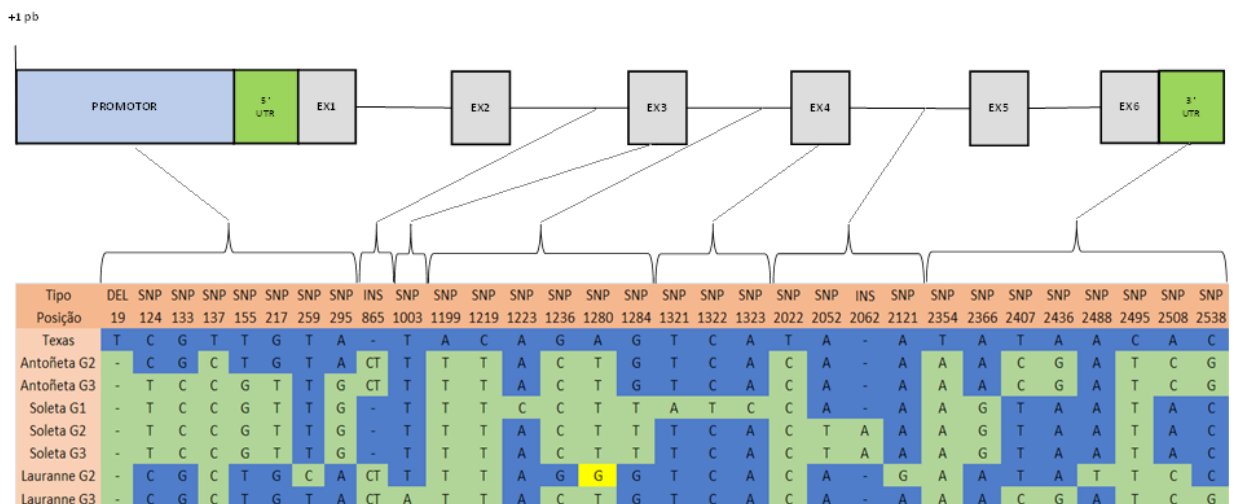 +1 pb
PROMOTOR
5'
UTR
EX1
EX2
EX3
EX4
EX5
EX6
3'
UTR
Tipo DEL SNP SNP SNP SNP SNP SNP SNP INS SNP SNP SNP SNP SNP SNP SNP SNP SNP SNP SNP SNP INS SNP SNP SNP SNP SNP SNP SNP SNP SNP
Posição 19 124 133 137 155 217 259 295 865 1003 1199 1219 1223 1236 1280 1284 1321 1322 1323 2022 2052 2062 2121 2354 2366 2407 2436 2488 2495 2508 2538
Texas T C G T T G T A - T A C A G A G T C A T A - A T A T A A C A C
Antoñeta G2 - C G C T G T A CT T T T A C T G T C A C A - A A A C G A T C G
Antoñeta G3 - T C C G T T G CT T T T A C T G T C A C A - A A A C G A T C G
Soleta G1 - T C C G T T G - T T T C C T T A T C C A - A A G T A A T A C
Soleta G2 - T C C G T T G - T T T A C T T T C A C T A A A G T A A T A C
Soleta G3 - T C C G T T G - T T T A C T T T C A C T A A A G T A A T A C
Lauranne G2 - C G C T G C A CT T T T A G G G T C A C A - G A A T A T T C C
Lauranne G3 - C G C T G T A CT A T T A C T G T C A C A - A A A C G A T C G